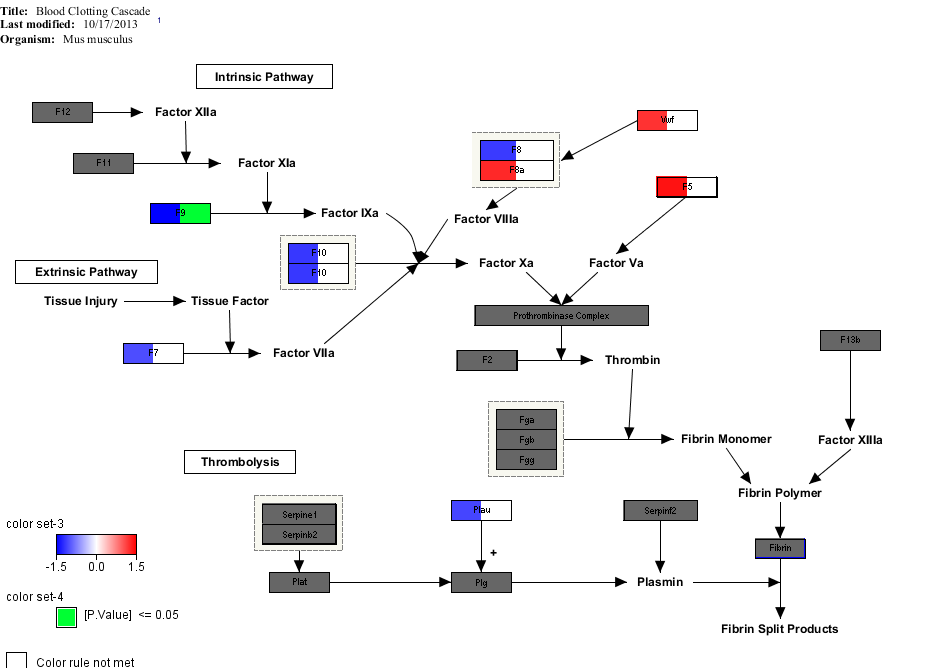 Title: Blood Clotting Cascade
Last modified: 10/17/2013 1
Organism: Mus musculus
Intrinsic Pathway
F12
Factor XIIa
Vwf
F11
Factor XIa
F8
F8a
F5
F9
Factor IXa
Factor VIIIa
F10
F10
Factor Xa
Factor Va
Extrinsic Pathway
Tissue Injury
Tissue Factor
Prothrombinase Complex
F7
Factor VIIa
F2
Thrombin
F13b
Fga
Fgb
Fgg
Fibrin Monomer
Factor XIIIa
Thrombolysis
Fibrin Polymer
Serpine1
Serpinb2
Plau
Serpinf2
color set-3
-1.5 0.0 1.5
+
Fibrin
Plat
Plg
Plasmin
color set-4
[P.Value] <= 0.05
Fibrin Split Products
Color rule not met